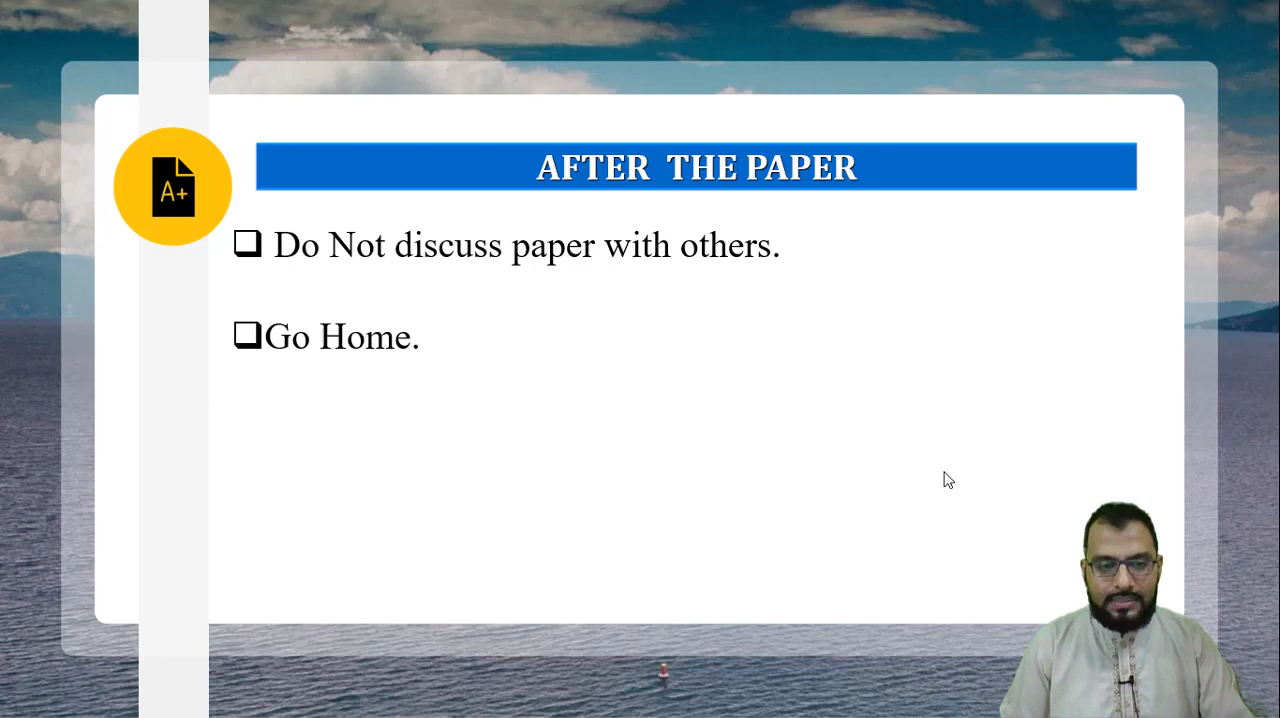 AFTER THE PAPER
A+
Do Not discuss paper with others.
Go Home.